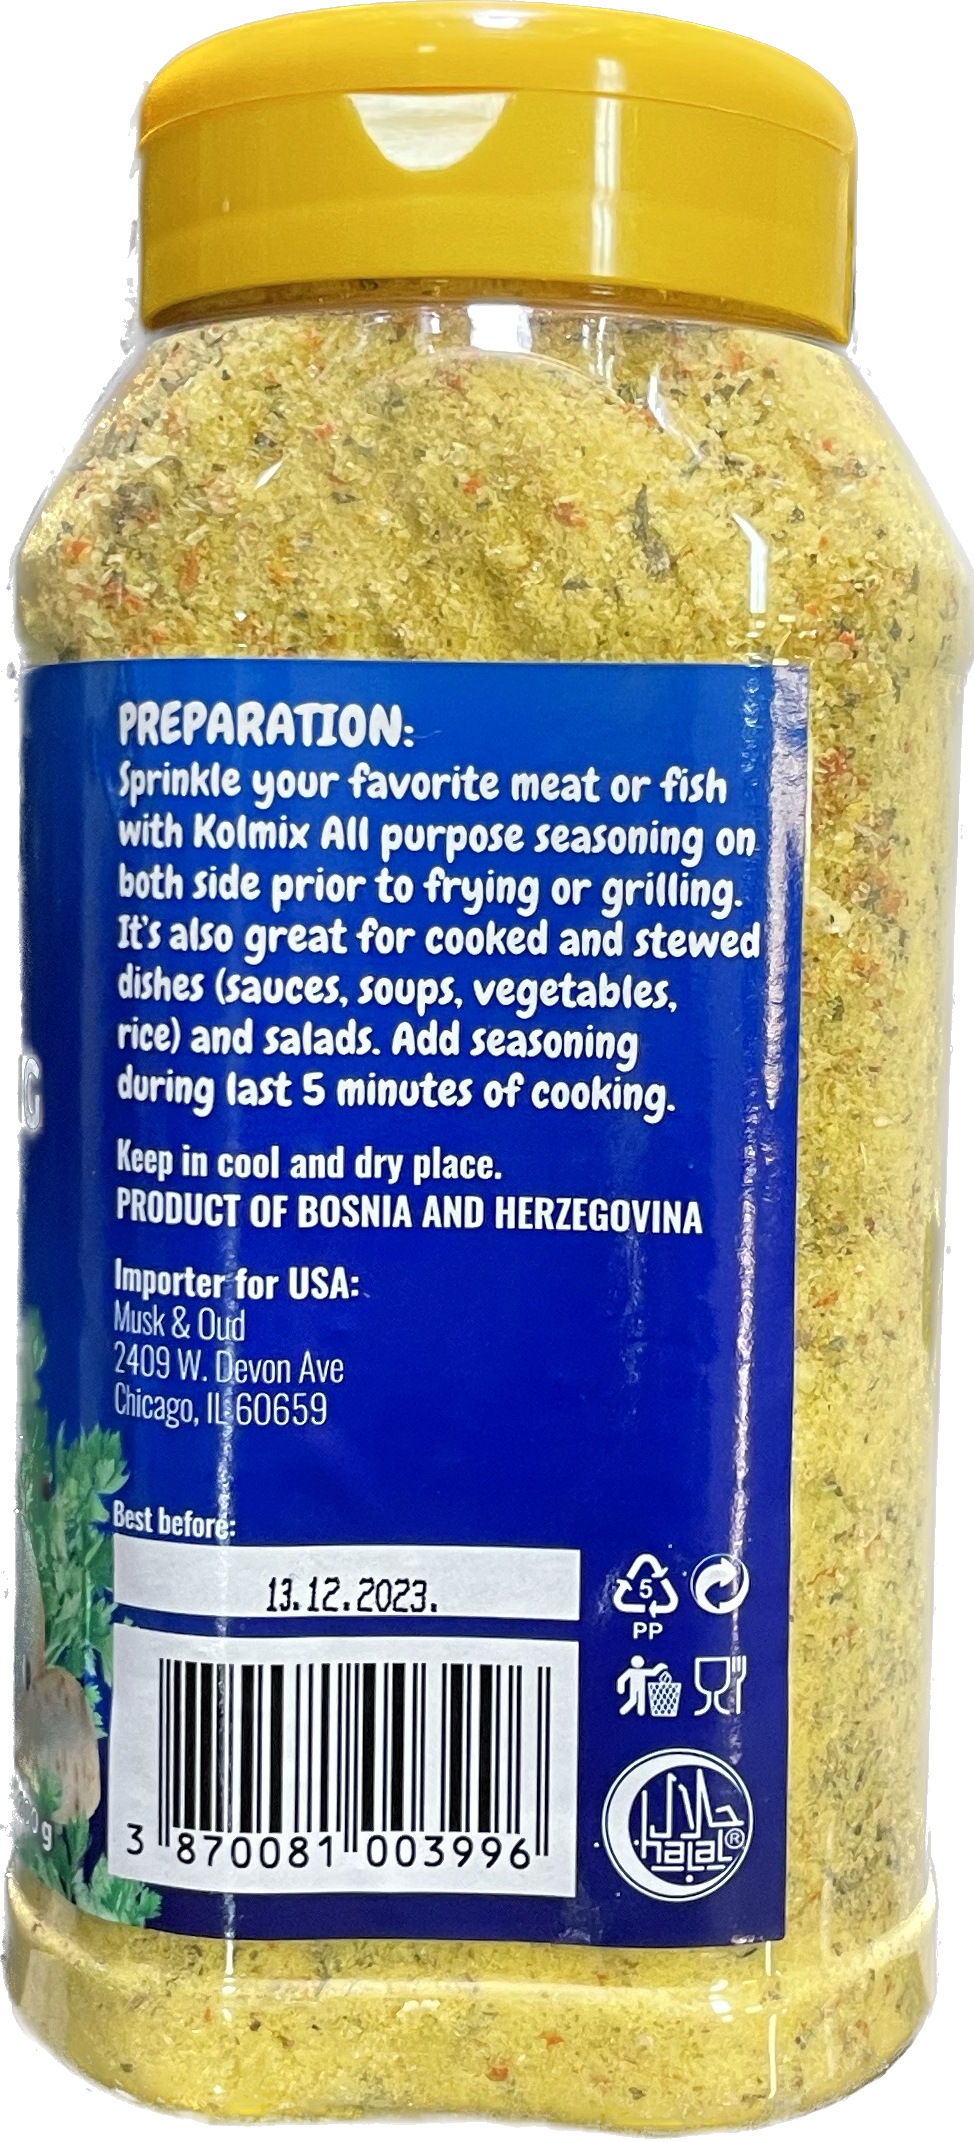 PREPARATION:
Sprinkle your favorite meat or fish
with Kolmix All purpose seasoning on
both side prior to frying or grilling.
It's also great for cooked and stewed
dishes (sauces, soups, vegetables,
rice) and salads. Add seasoning
during last 5 minutes of cooking.
Keep in cool and dry place.
PRODUCT OF BOSNIA AND HERZEGOVINA
Importer for USA:
Musk & Oud
2409 W. Devon Ave
Chicago, IL 60659
Best before:
13.12.2023.
5
PP
3 870081 003996
حلال
halal ®